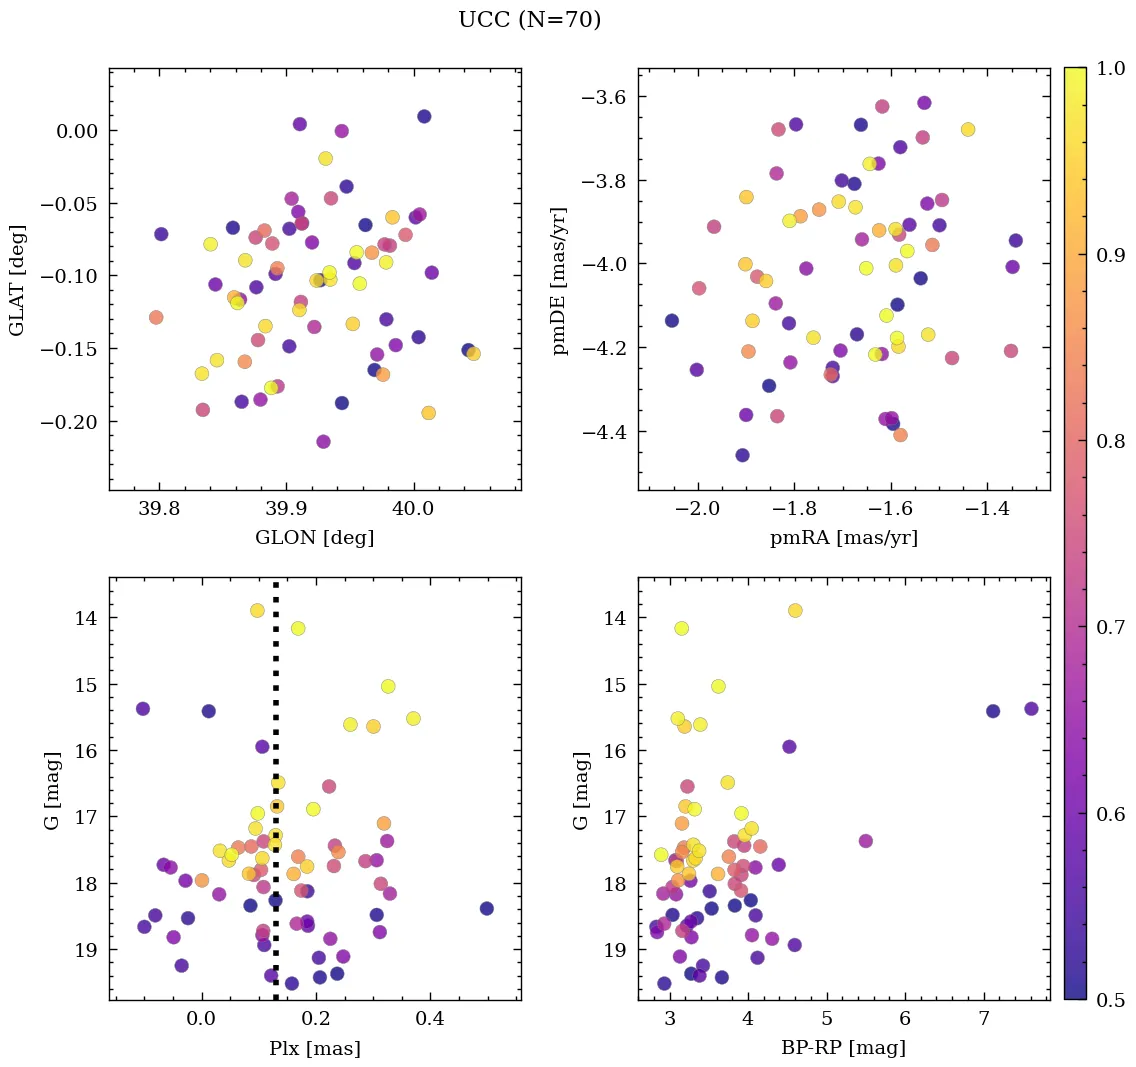 UCC (N=70)
0.00
−0.05
−0.10
−0.15
−0.20
GLAT [deg]
39.8 39.9 40.0
GLON [deg]
−3.6
−3.8
−4.0
−4.2
−4.4
pmDE [mas/yr]
−2.0 −1.8 −1.6 −1.4
pmRA [mas/yr]
1.0
0.9
0.8
0.7
0.6
0.5
14
15
16
17
18
19
G [mag]
0.0 0.2 0.4
Plx [mas]
14
15
16
17
18
19
G [mag]
3 4 5 6 7
BP-RP [mag]